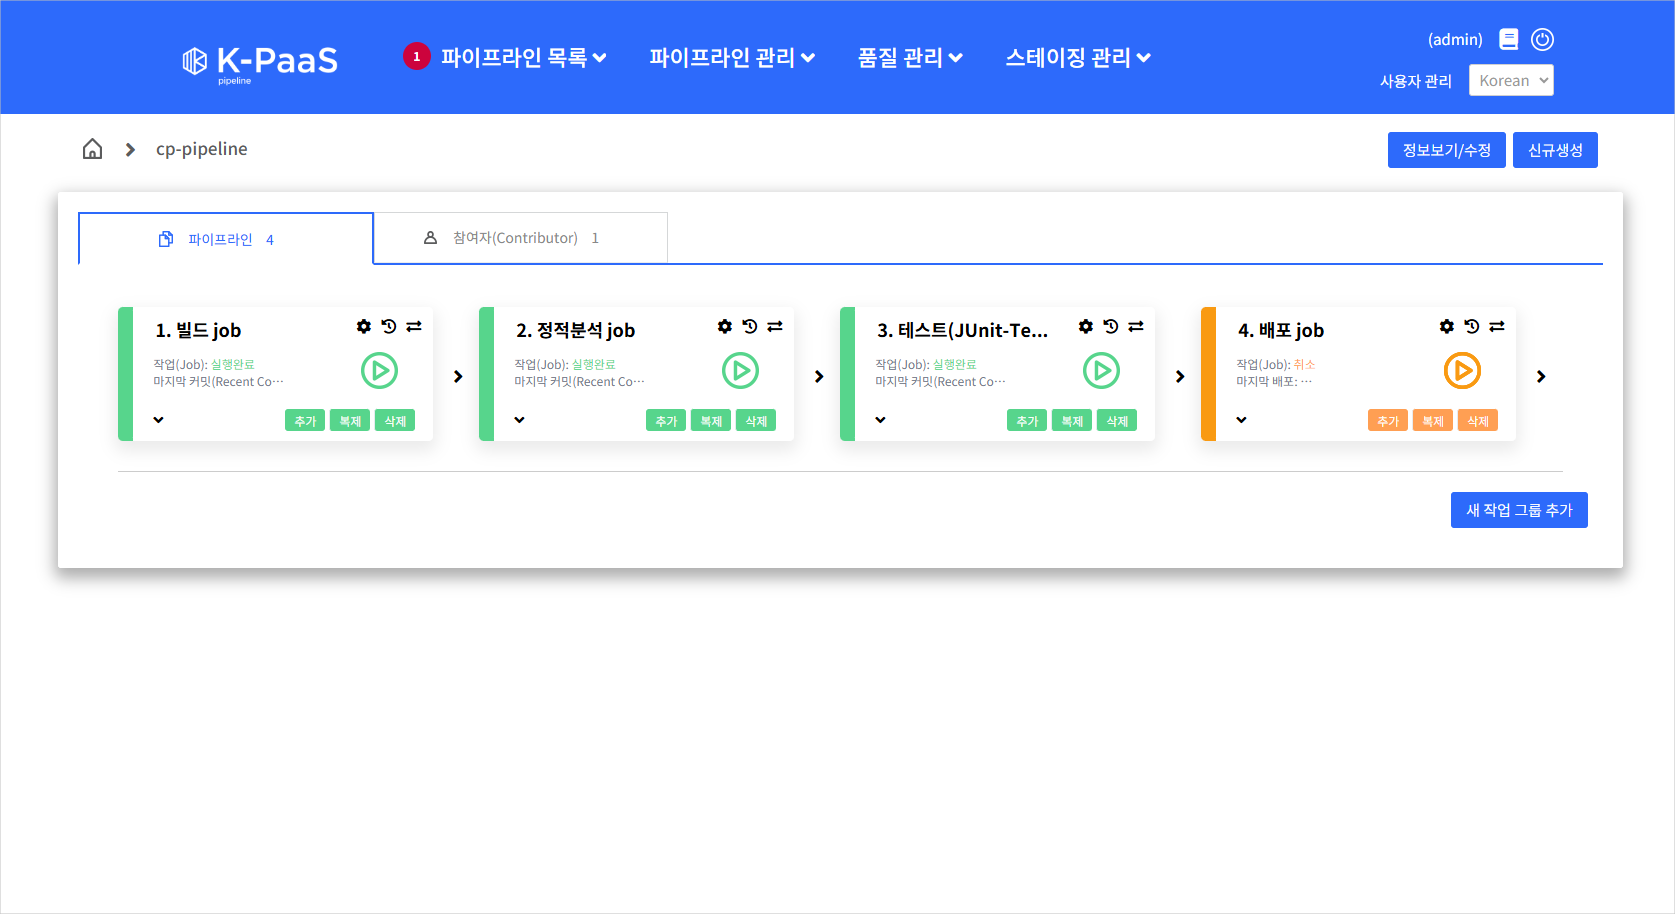 K-PaaS
pipeline
1
파이프라인 목록
파이프라인 관리
품질 관리
스테이징 관리
(admin)
사용자 관리
Korean
cp-pipeline
정보보기/수정
신규생성
파이프라인 4
참여자(Contributor) 1
1. 빌드 job
작업(Job): 실행완료
마지막 커밋(Recent Co···
추가 복제 삭제
2. 정적분석 job
작업(Job): 실행완료
마지막 커밋(Recent Co···
추가 복제 삭제
3. 테스트(JUnit-Te...
작업(Job): 실행완료
마지막 커밋(Recent Co···
추가 복제 삭제
4. 배포 job
작업(Job): 취소
마지막 배포: ···
추가 복제 삭제
새 작업 그룹 추가